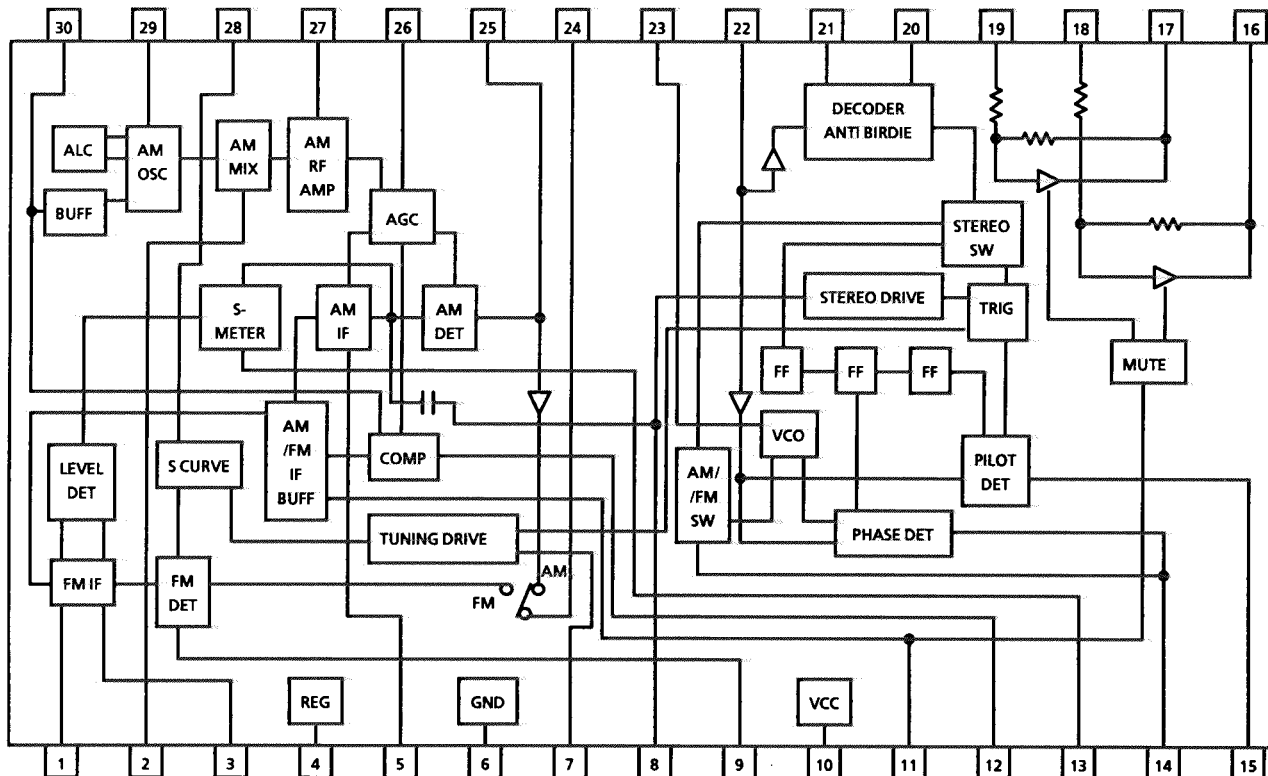 30 29 28 27 26 25 24 23 22 21 20 19 18 17 16
DECODER
ANTI BIRDIE
ALC
AM
OSC
AM
MIX
AM
RF
AMP
BUFF
AGC
STEREO
SW
S-
METER
AM
IF
AM
DET
STEREO DRIVE
TRIG
MUTE
FF
FF
FF
AM
/FM
IF
BUFF
VCO
LEVEL
DET
S CURVE
COMP
AM/
/FM
SW
PILOT
DET
TUNING DRIVE
PHASE DET
FM IF
FM
DET
AM
FM
REG
GND
VCC
1 2 3 4 5 6 7 8 9 10 11 12 13 14 15